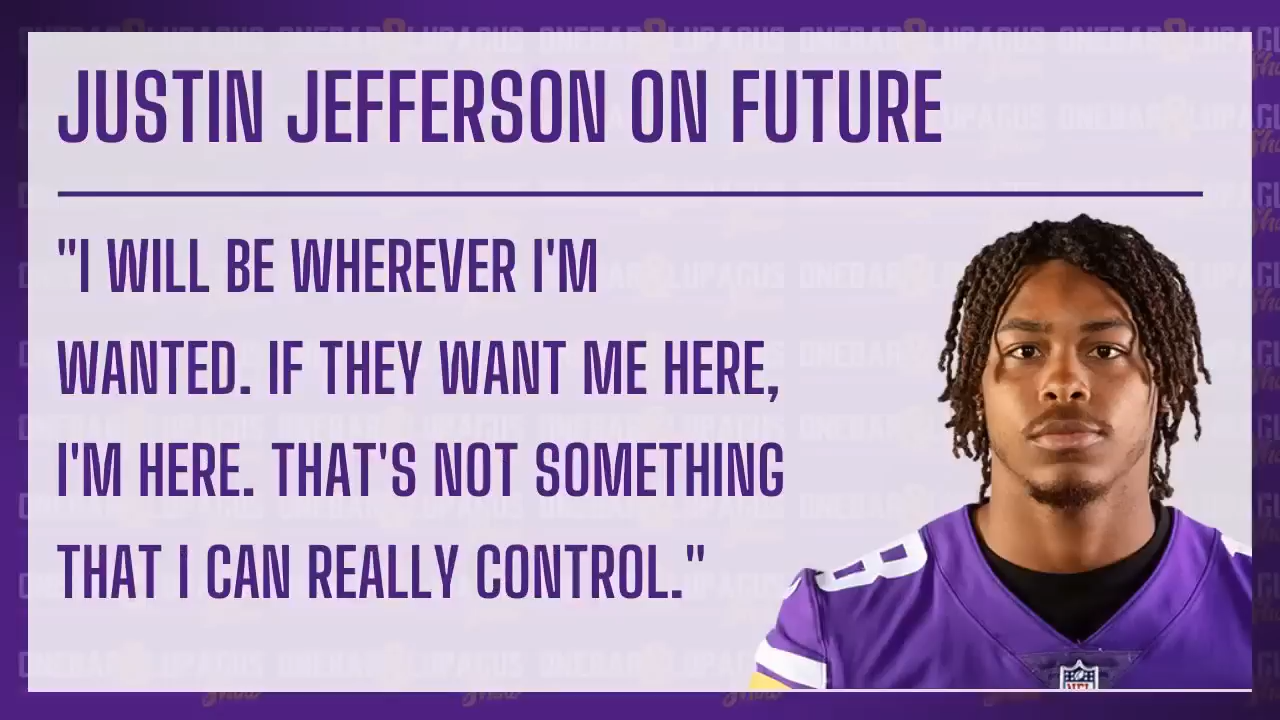 JUSTIN JEFFERSON ON FUTURE
"I WILL BE WHEREVER I'M
WANTED. IF THEY WANT ME HERE,
I'M HERE. THAT'S NOT SOMETHING
THAT I CAN REALLY CONTROL."
NFL